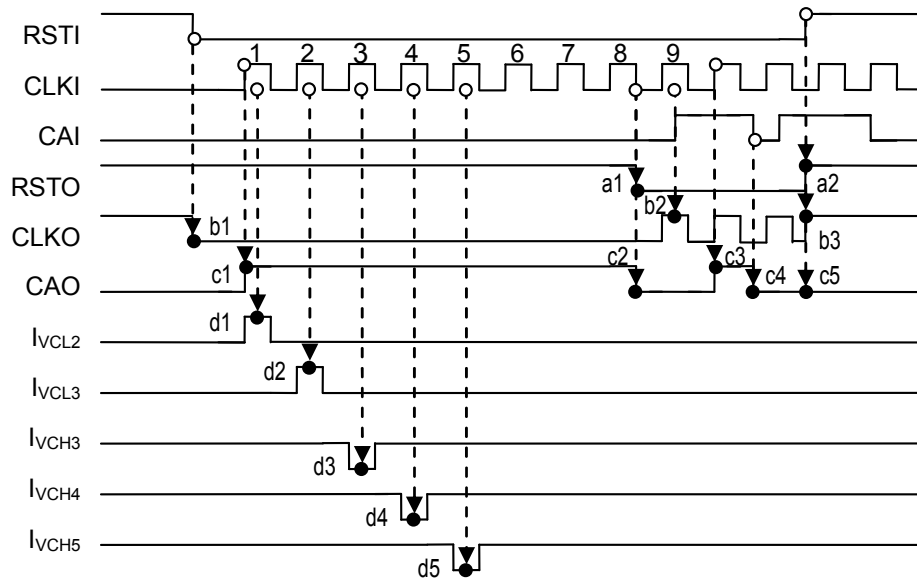 RSTI
1 2 3 4 5 6 7 8 9
CLKI
CAI
RSTO a1 a2
CLKO b1 b2 b3
CAO c1 c2 c3 c4 c5
IVCL2 d1
IVCL3 d2
IVCH3 d3
IVCH4 d4
IVCH5 d5